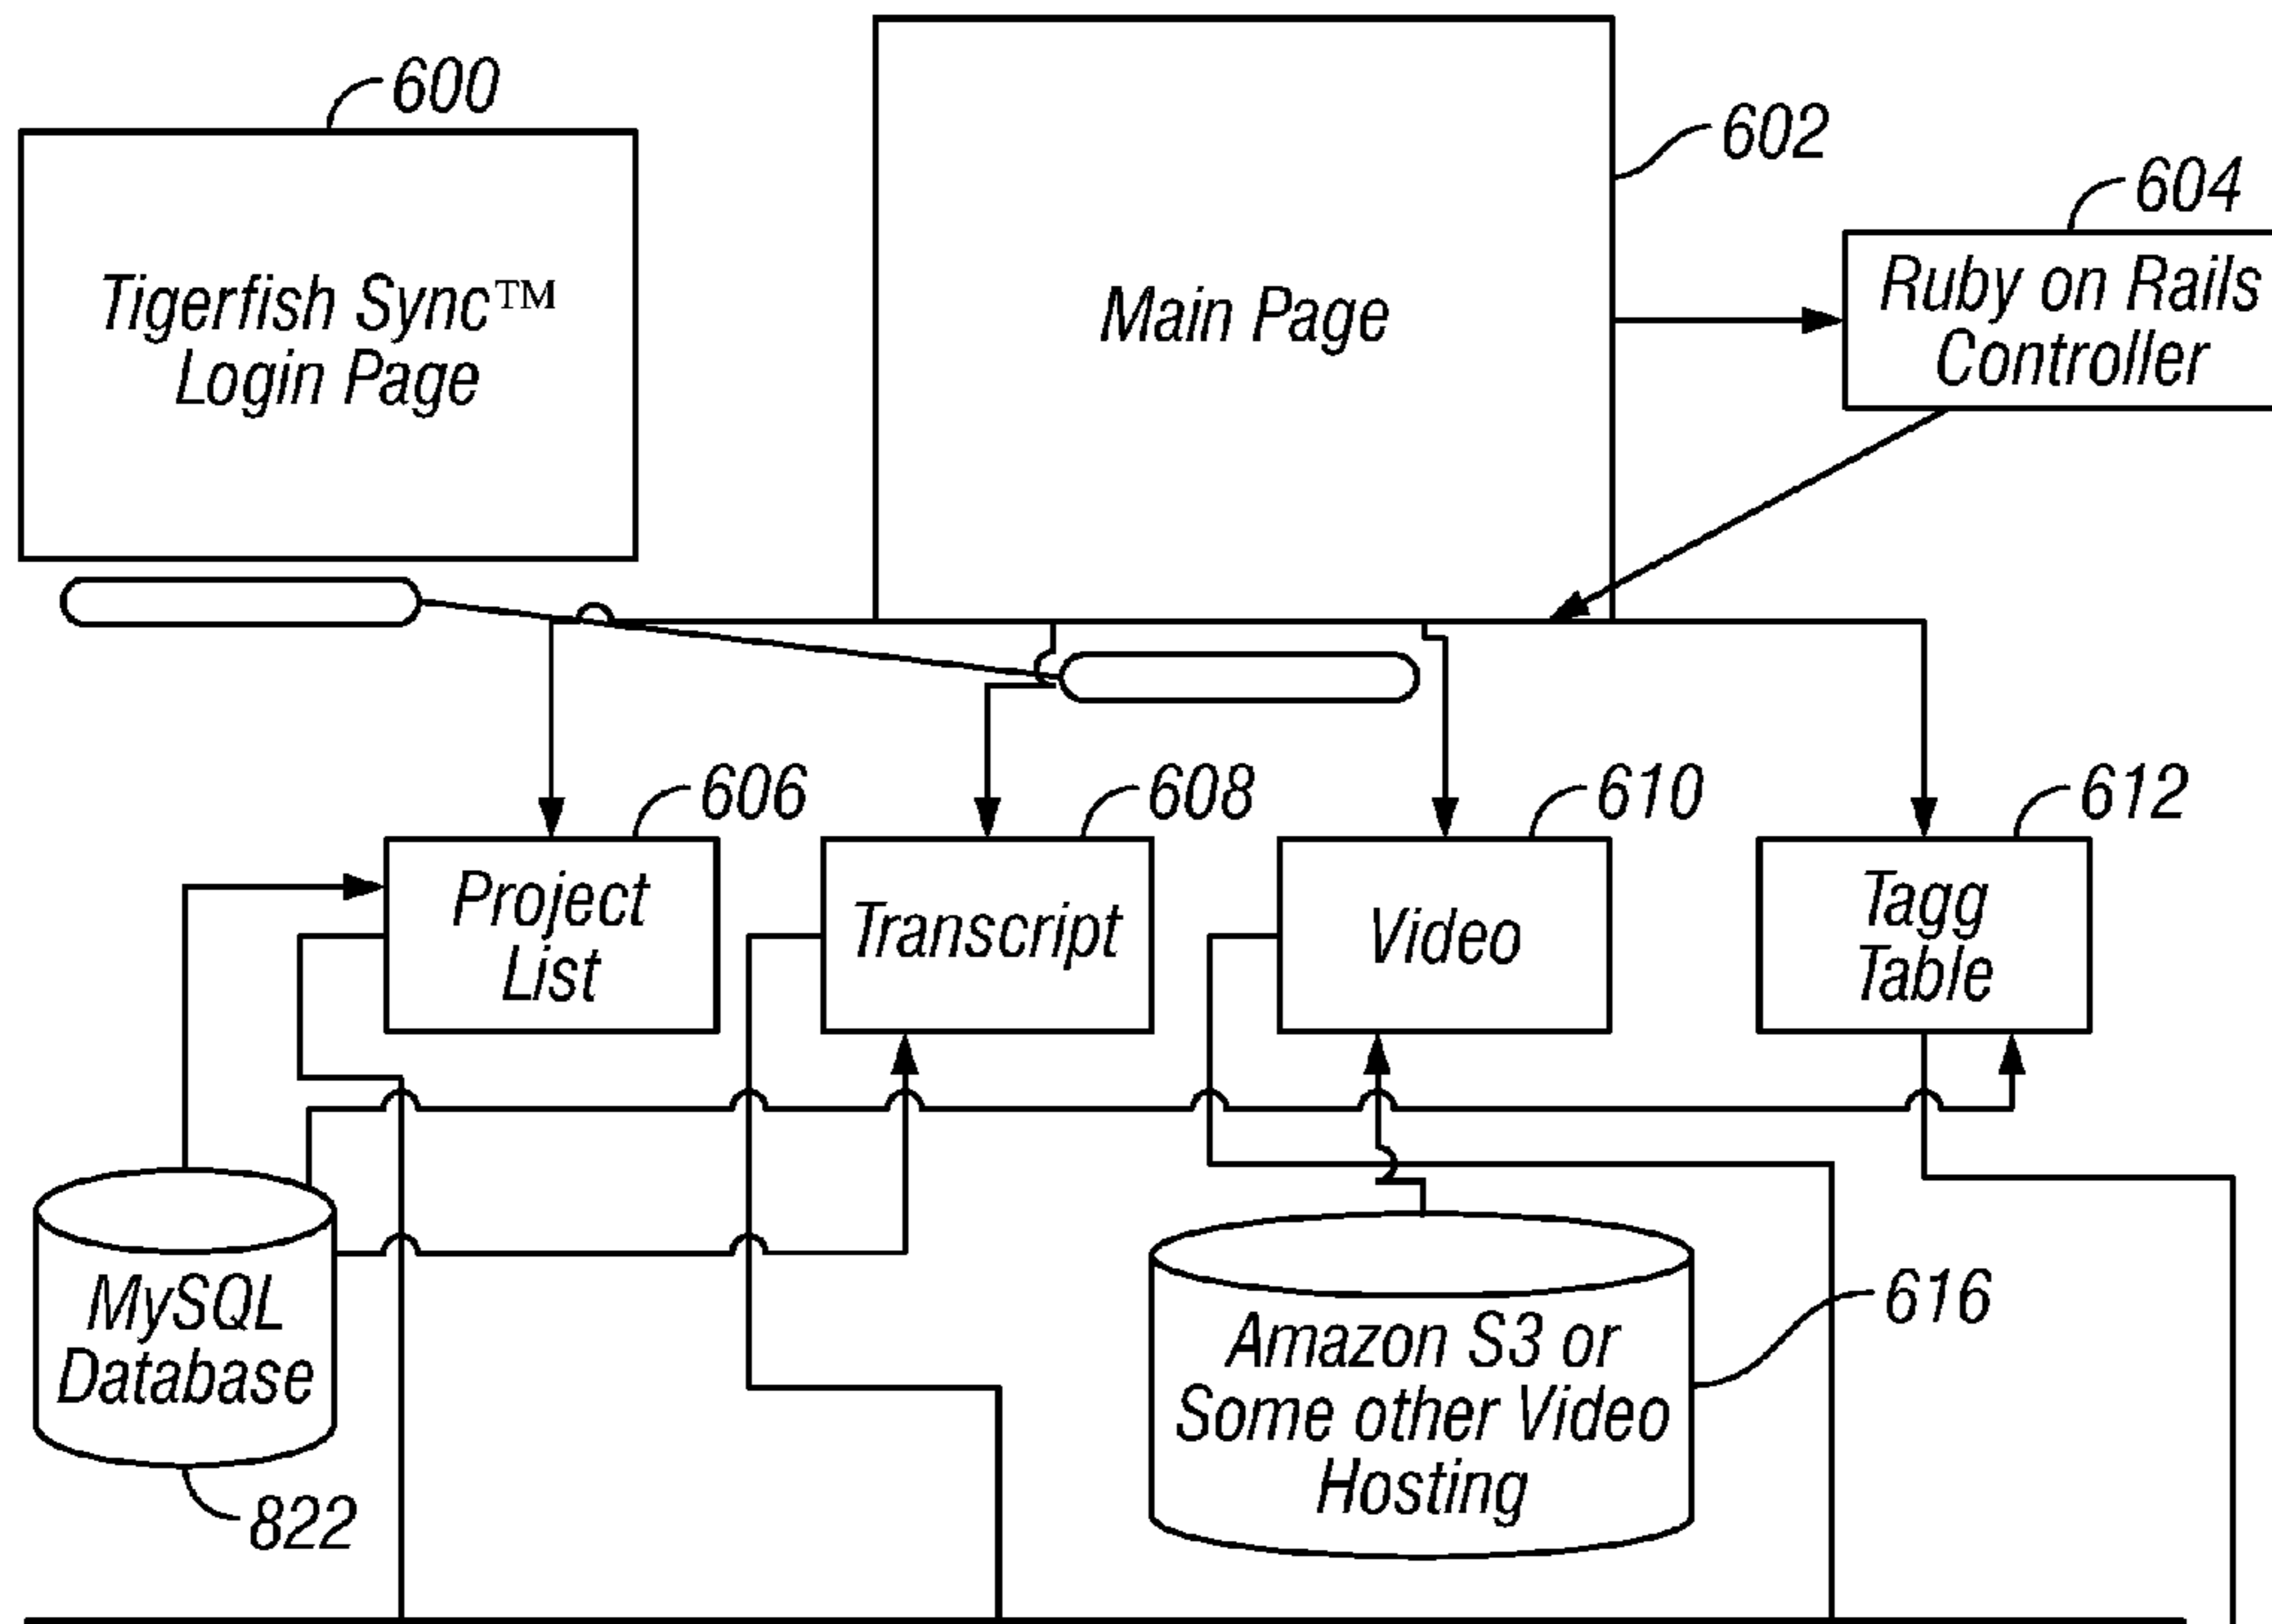 600
602
604
Tigerfish Sync™
Login Page
Main Page
Ruby on Rails
Controller
606
608
610
612
Project
List
Transcript
Video
Tagg
Table
MySQL
Database
822
Amazon S3 or
Some other Video
Hosting
616